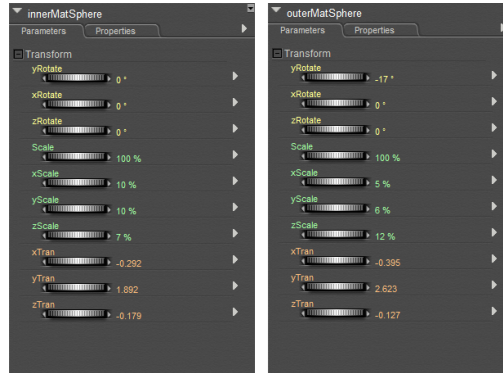 innerMatSphere
Parameters Properties
Transform
yRotate
0 °
xRotate
0 °
zRotate
0 °
Scale
100 %
xScale
10 %
yScale
10 %
zScale
7 %
xTran
-0.292
yTran
1.892
zTran
-0.179
outerMatSphere
Parameters Properties
Transform
yRotate
-17 °
xRotate
0 °
zRotate
0 °
Scale
100 %
xScale
5 %
yScale
6 %
zScale
12 %
xTran
-0.395
yTran
2.623
zTran
-0.127